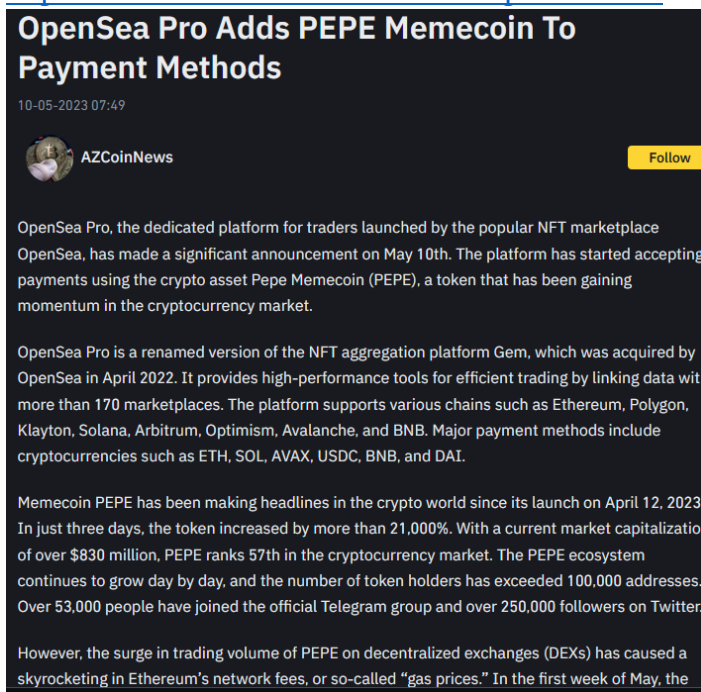 OpenSea Pro Adds PEPE Memecoin To
Payment Methods
10-05-2023 07:49
AZCoinNews
Follow
OpenSea Pro, the dedicated platform for traders launched by the popular NFT marketplace
OpenSea, has made a significant announcement on May 10th. The platform has started accepting
payments using the crypto asset Pepe Memecoin (PEPE), a token that has been gaining
momentum in the cryptocurrency market.
OpenSea Pro is a renamed version of the NFT aggregation platform Gem, which was acquired by
OpenSea in April 2022. It provides high-performance tools for efficient trading by linking data wit
more than 170 marketplaces. The platform supports various chains such as Ethereum, Polygon,
Klayton, Solana, Arbitrum, Optimism, Avalanche, and BNB. Major payment methods include
cryptocurrencies such as ETH, SOL, AVAX, USDC, BNB, and DAI.
Memecoin PEPE has been making headlines in the crypto world since its launch on April 12, 2023
In just three days, the token increased by more than 21,000%. With a current market capitalizatio
of over $830 million, PEPE ranks 57th in the cryptocurrency market. The PEPE ecosystem
continues to grow day by day, and the number of token holders has exceeded 100,000 addresses.
Over 53,000 people have joined the official Telegram group and over 250,000 followers on Twitter.
However, the surge in trading volume of PEPE on decentralized exchanges (DEXs) has caused a
skyrocketing in Ethereum's network fees, or so-called “gas prices.” In the first week of May, the